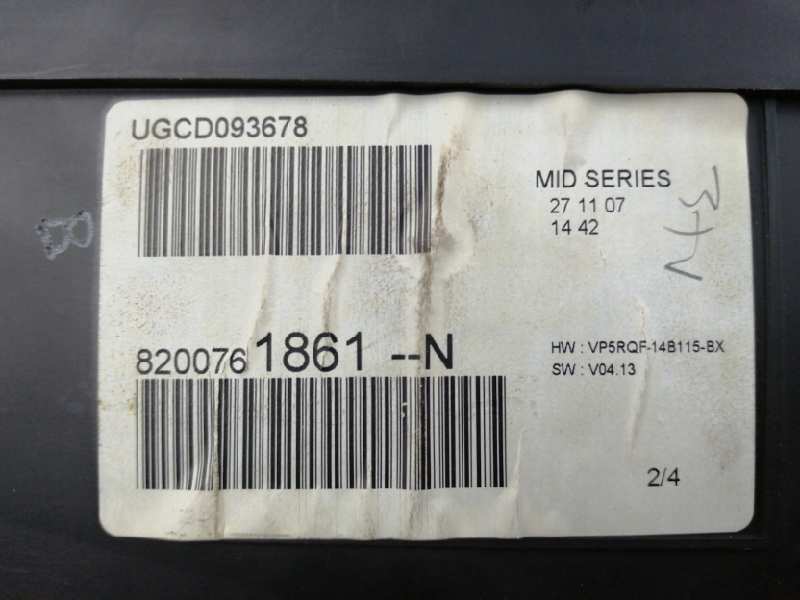 UGCD093678
MID SERIES
27 11 07
14 42
8200761861 --N
HW : VP5RQF-14B115-BX
SW : V04.13
2/4